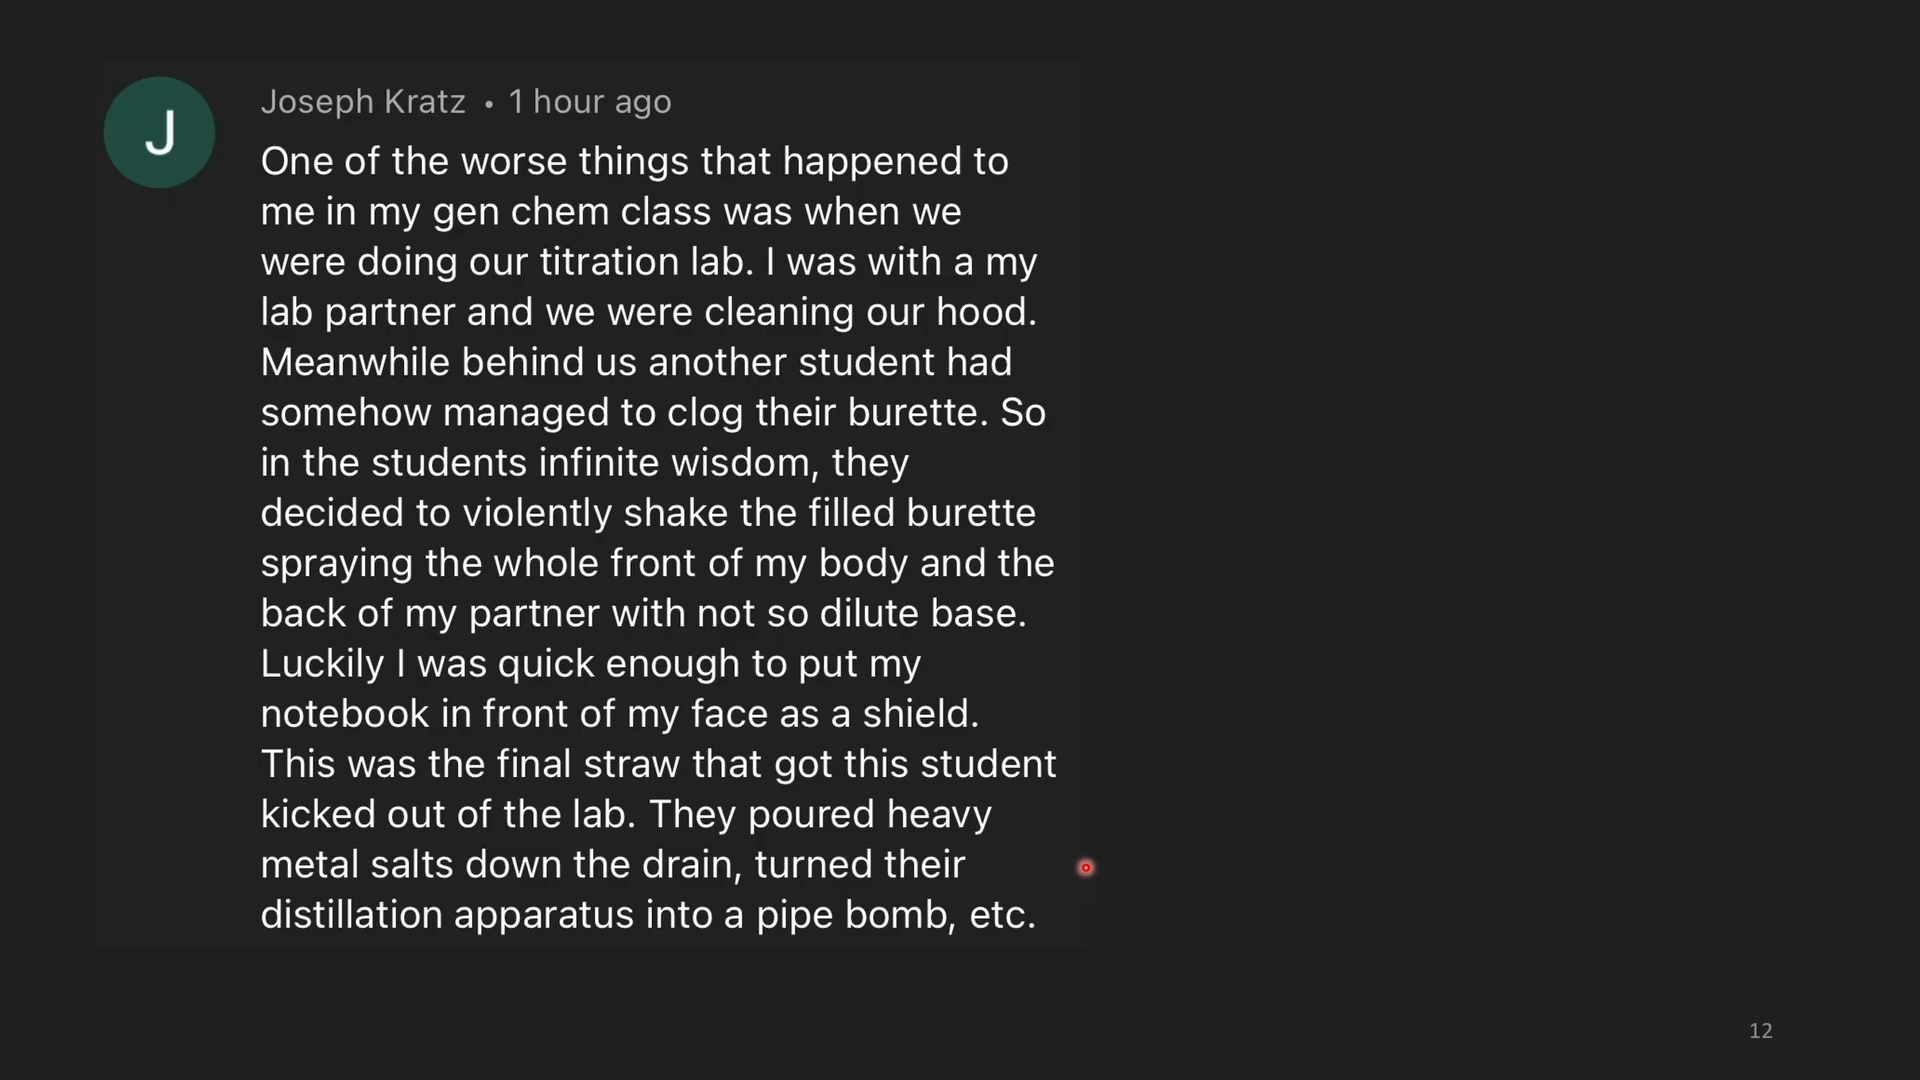 J
Joseph Kratz • 1 hour ago
One of the worse things that happened to
me in my gen chem class was when we
were doing our titration lab. I was with a my
lab partner and we were cleaning our hood.
Meanwhile behind us another student had
somehow managed to clog their burette. So
in the students infinite wisdom, they
decided to violently shake the filled burette
spraying the whole front of my body and the
back of my partner with not so dilute base.
Luckily I was quick enough to put my
notebook in front of my face as a shield.
This was the final straw that got this student
kicked out of the lab. They poured heavy
metal salts down the drain, turned their
distillation apparatus into a pipe bomb, etc.
12